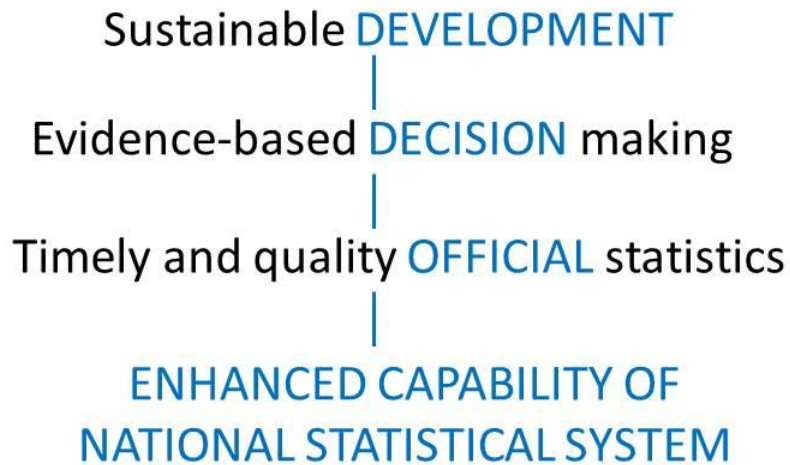 Sustainable DEVELOPMENT
Evidence-based DECISION making
Timely and quality OFFICIAL statistics
ENHANCED CAPABILITY OF
NATIONAL STATISTICAL SYSTEM